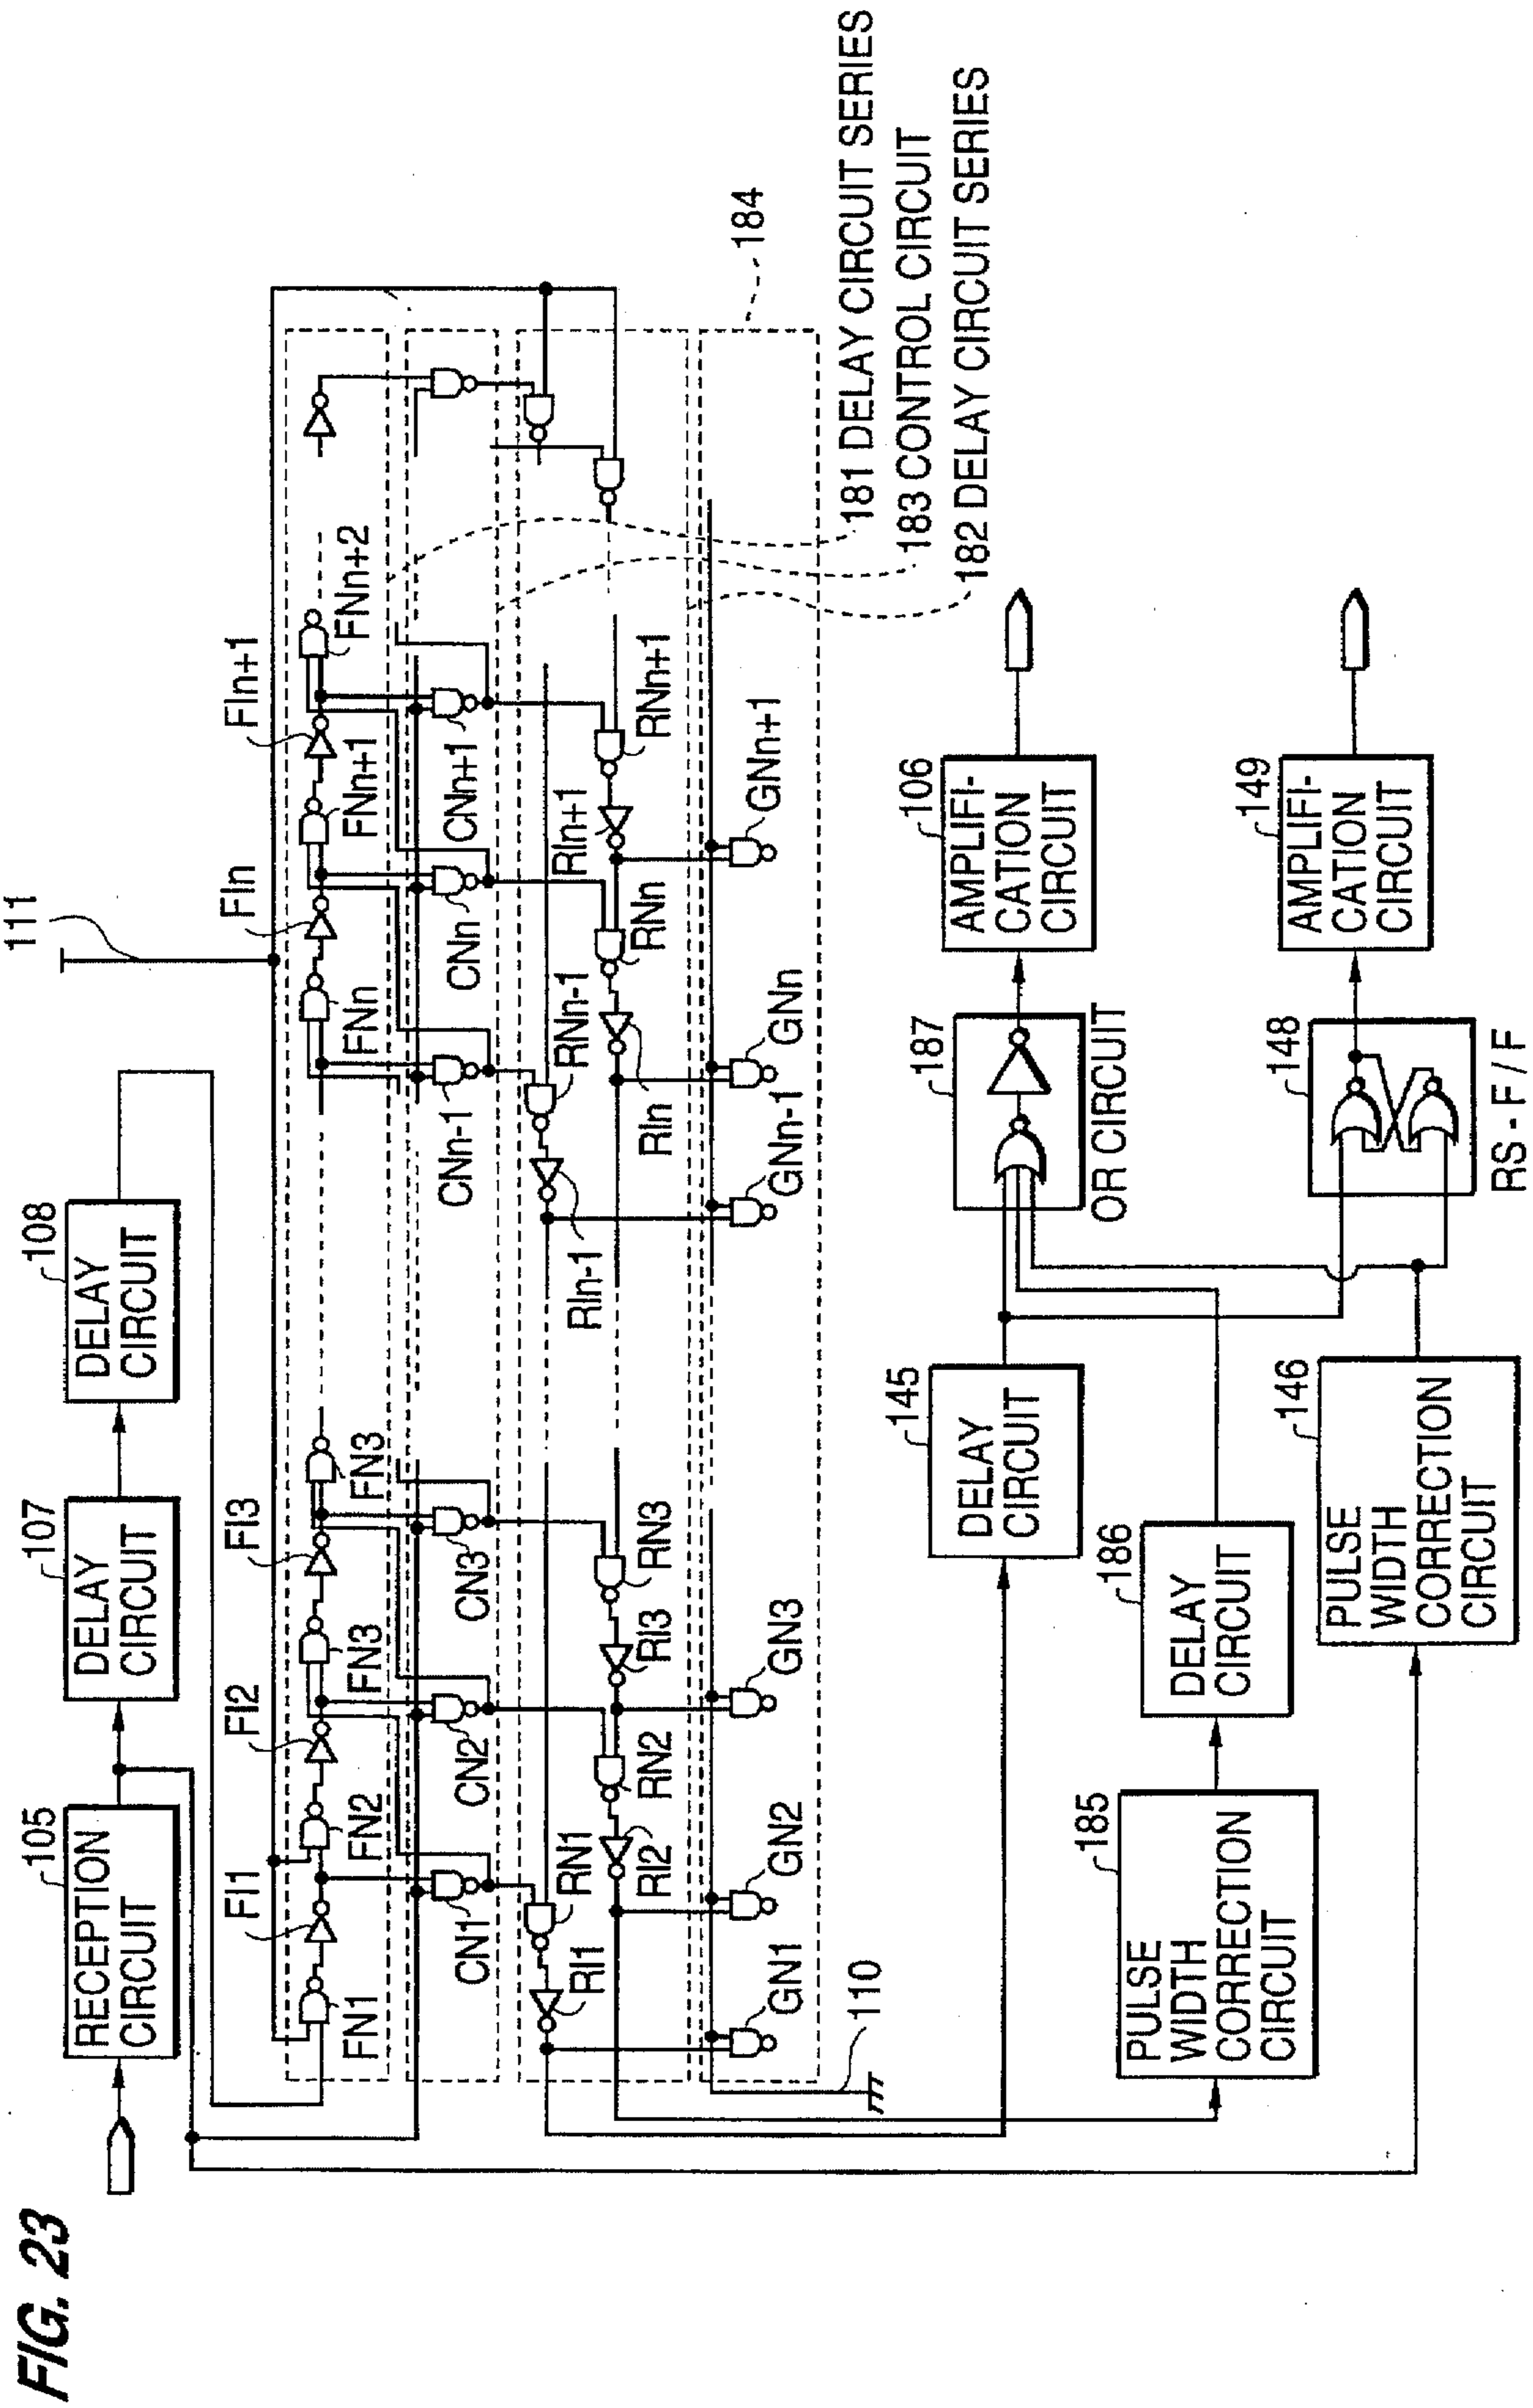 FIG. 23
105
RECEPTION
CIRCUIT
107
DELAY
CIRCUIT
108
DELAY
CIRCUIT
111
FI1
FI2
FI3
FIn
FIn+1
FN1
FN2
FN3
FN3
FNn
FNn+1
FNn+2
CN1
CN2
CN3
CNn-1
CNn
CNn+1
RN1
RN2
RN3
RNn-1
RNn
RNn+1
RI1
RI2
RI3
RIn-1
RIn
RIn+1
GN1
GN2
GN3
GNn-1
GNn
GNn+1
110
184
181 DELAY CIRCUIT SERIES
183 CONTROL CIRCUIT
182 DELAY CIRCUIT SERIES
145
DELAY
CIRCUIT
187
OR CIRCUIT
106
AMPLIFI-
CATION
CIRCUIT
185
PULSE
WIDTH
CORRECTION
CIRCUIT
186
DELAY
CIRCUIT
146
PULSE
WIDTH
CORRECTION
CIRCUIT
148
RS-F/F
149
AMPLIFI-
CATION
CIRCUIT